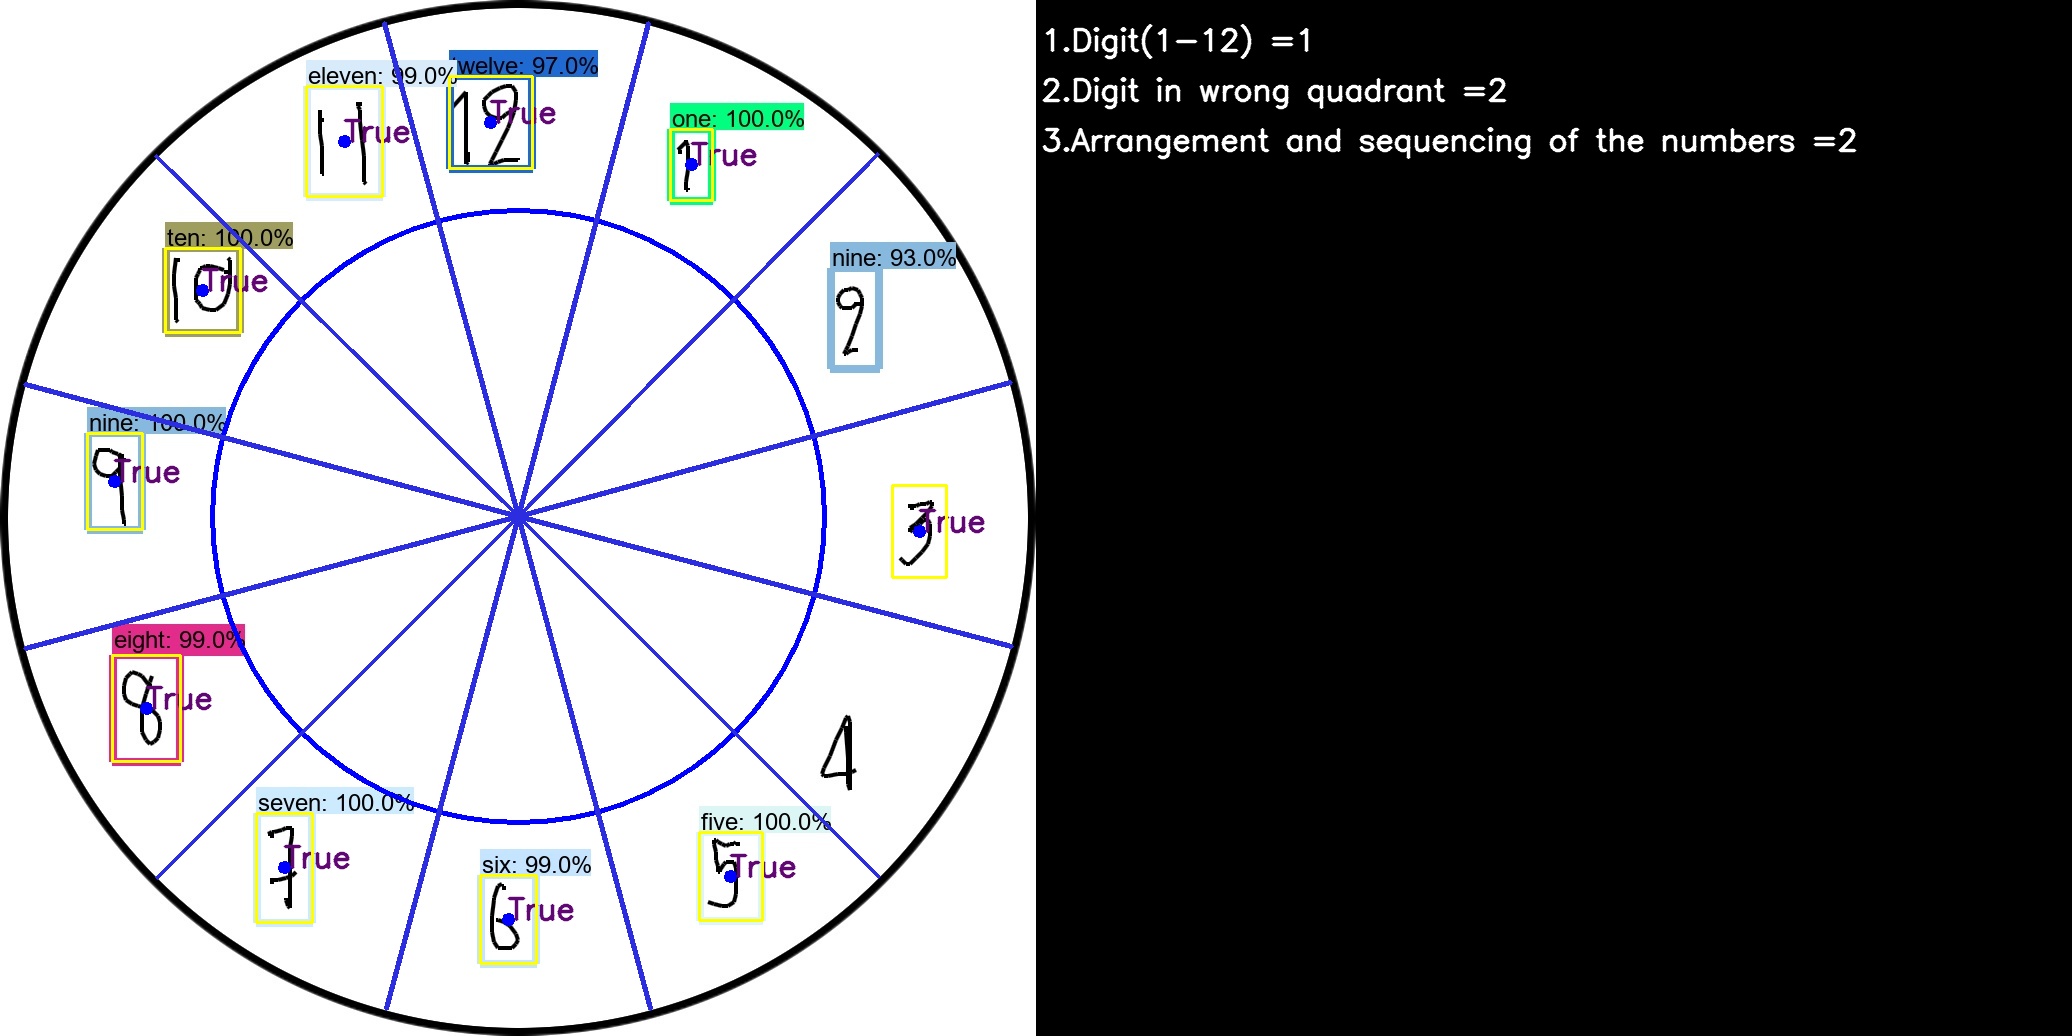 twelve: 97.0%
12 True
eleven: 99.0%
11 True
one: 100.0%
1 True
ten: 100.0%
10 True
nine: 93.0%
2
nine: 100.0%
9 True
3 True
eight: 99.0%
8 True
4
seven: 100.0%
7 True
five: 100.0%
5 True
six: 99.0%
6 True
1.Digit(1-12) =1
2.Digit in wrong quadrant =2
3.Arrangement and sequencing of the numbers =2